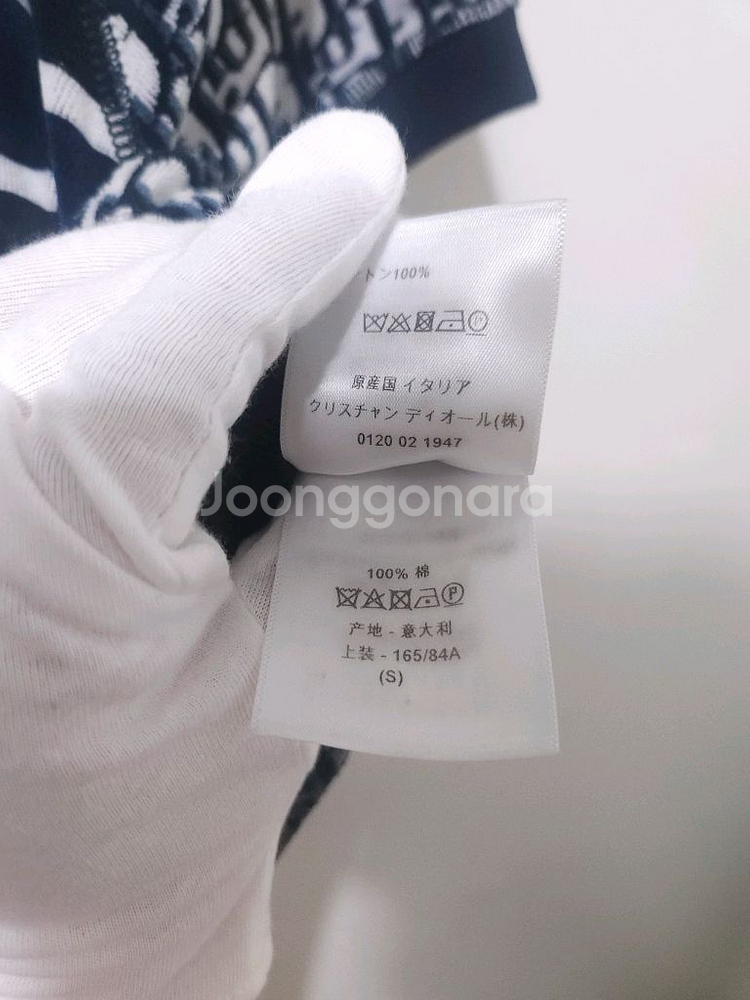 トン100%
原産国 イタリア
クリスチャン ディオール(株)
0120 02 1947
Joonggonara
100% 棉
P
产地 - 意大利
上装 - 165/84A
(S)